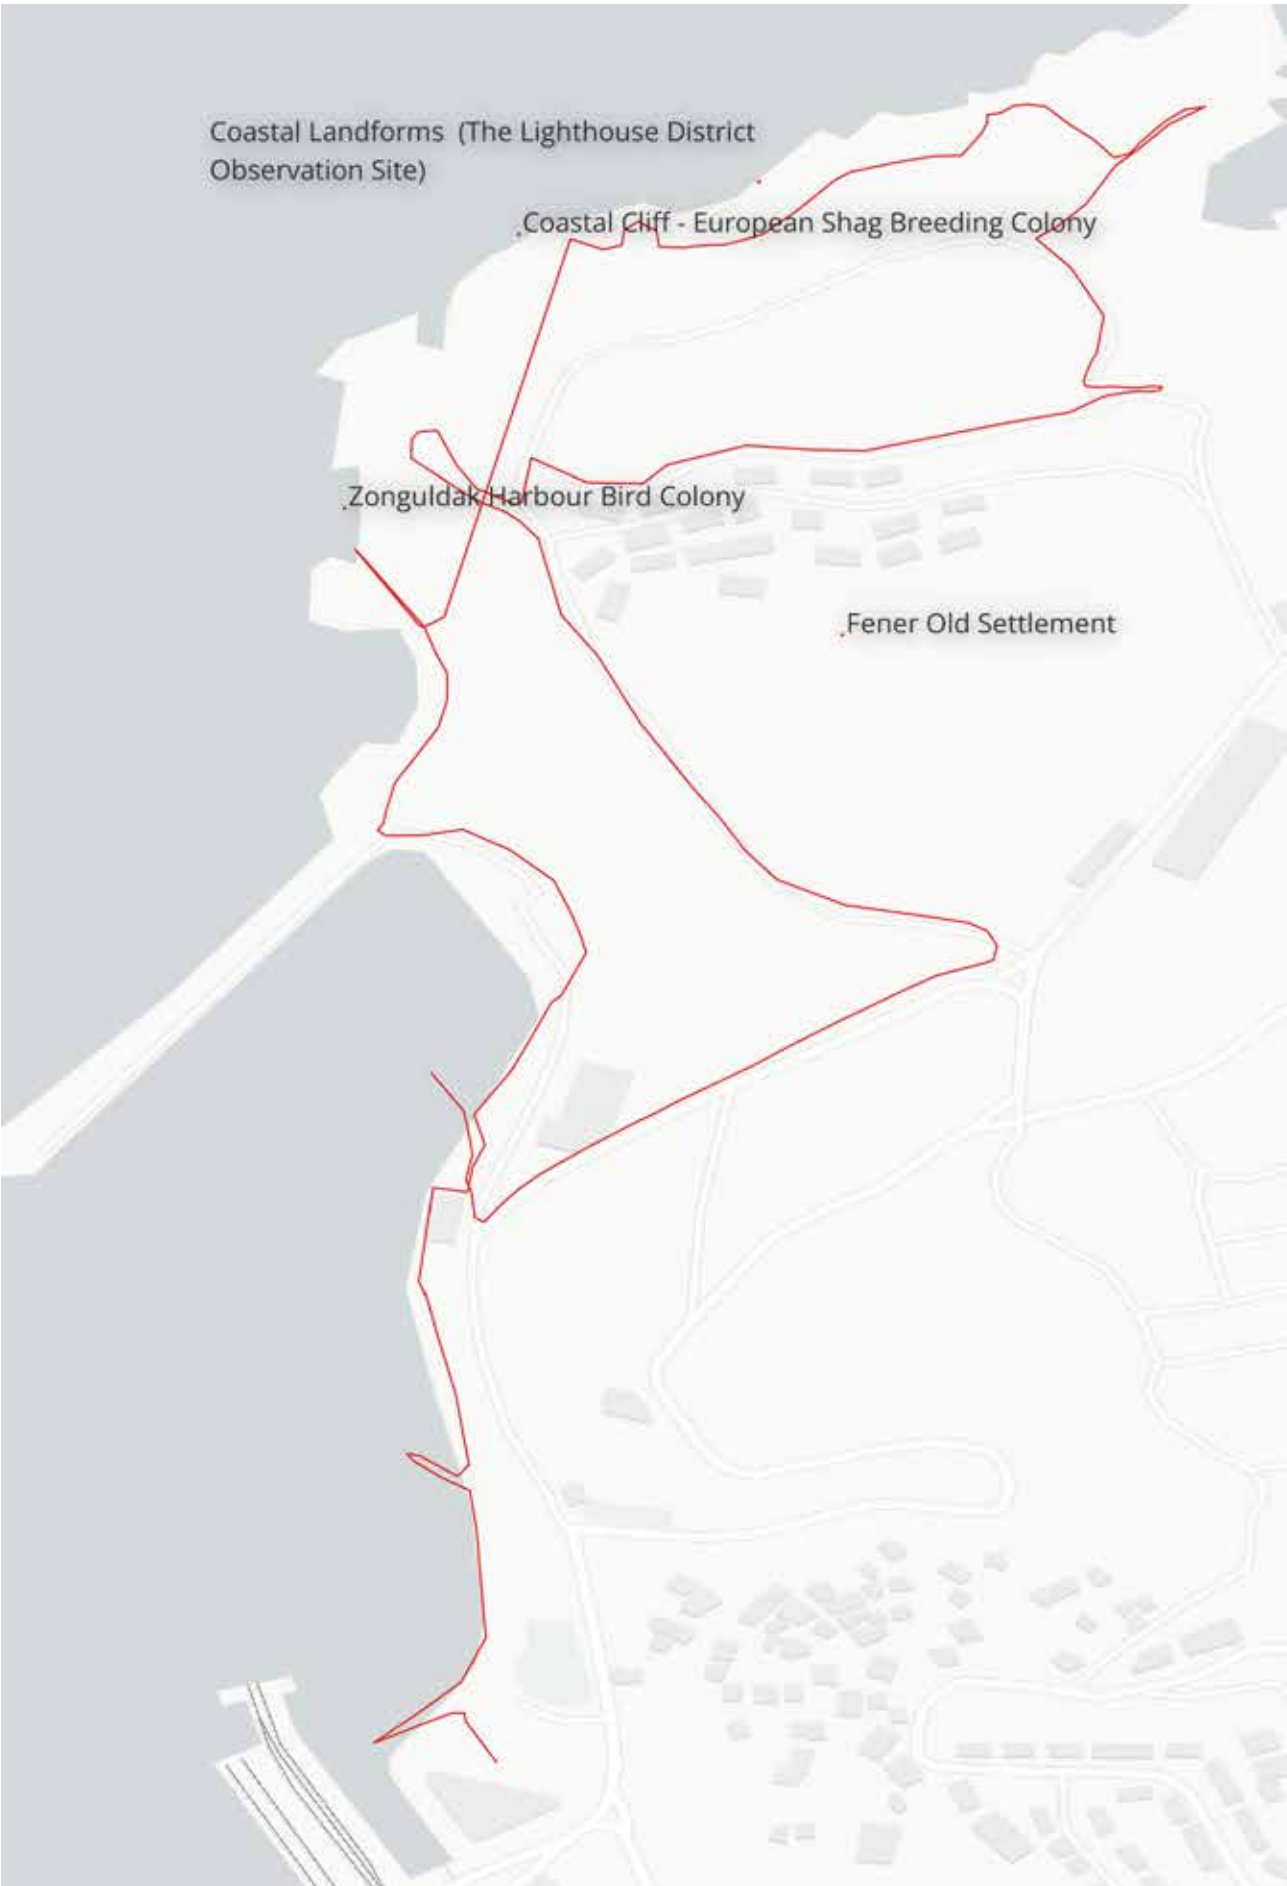 Coastal Landforms (The Lighthouse District
Observation Site)
Coastal Cliff - European Shag Breeding Colony
Zonguldak Harbour Bird Colony
Fener Old Settlement